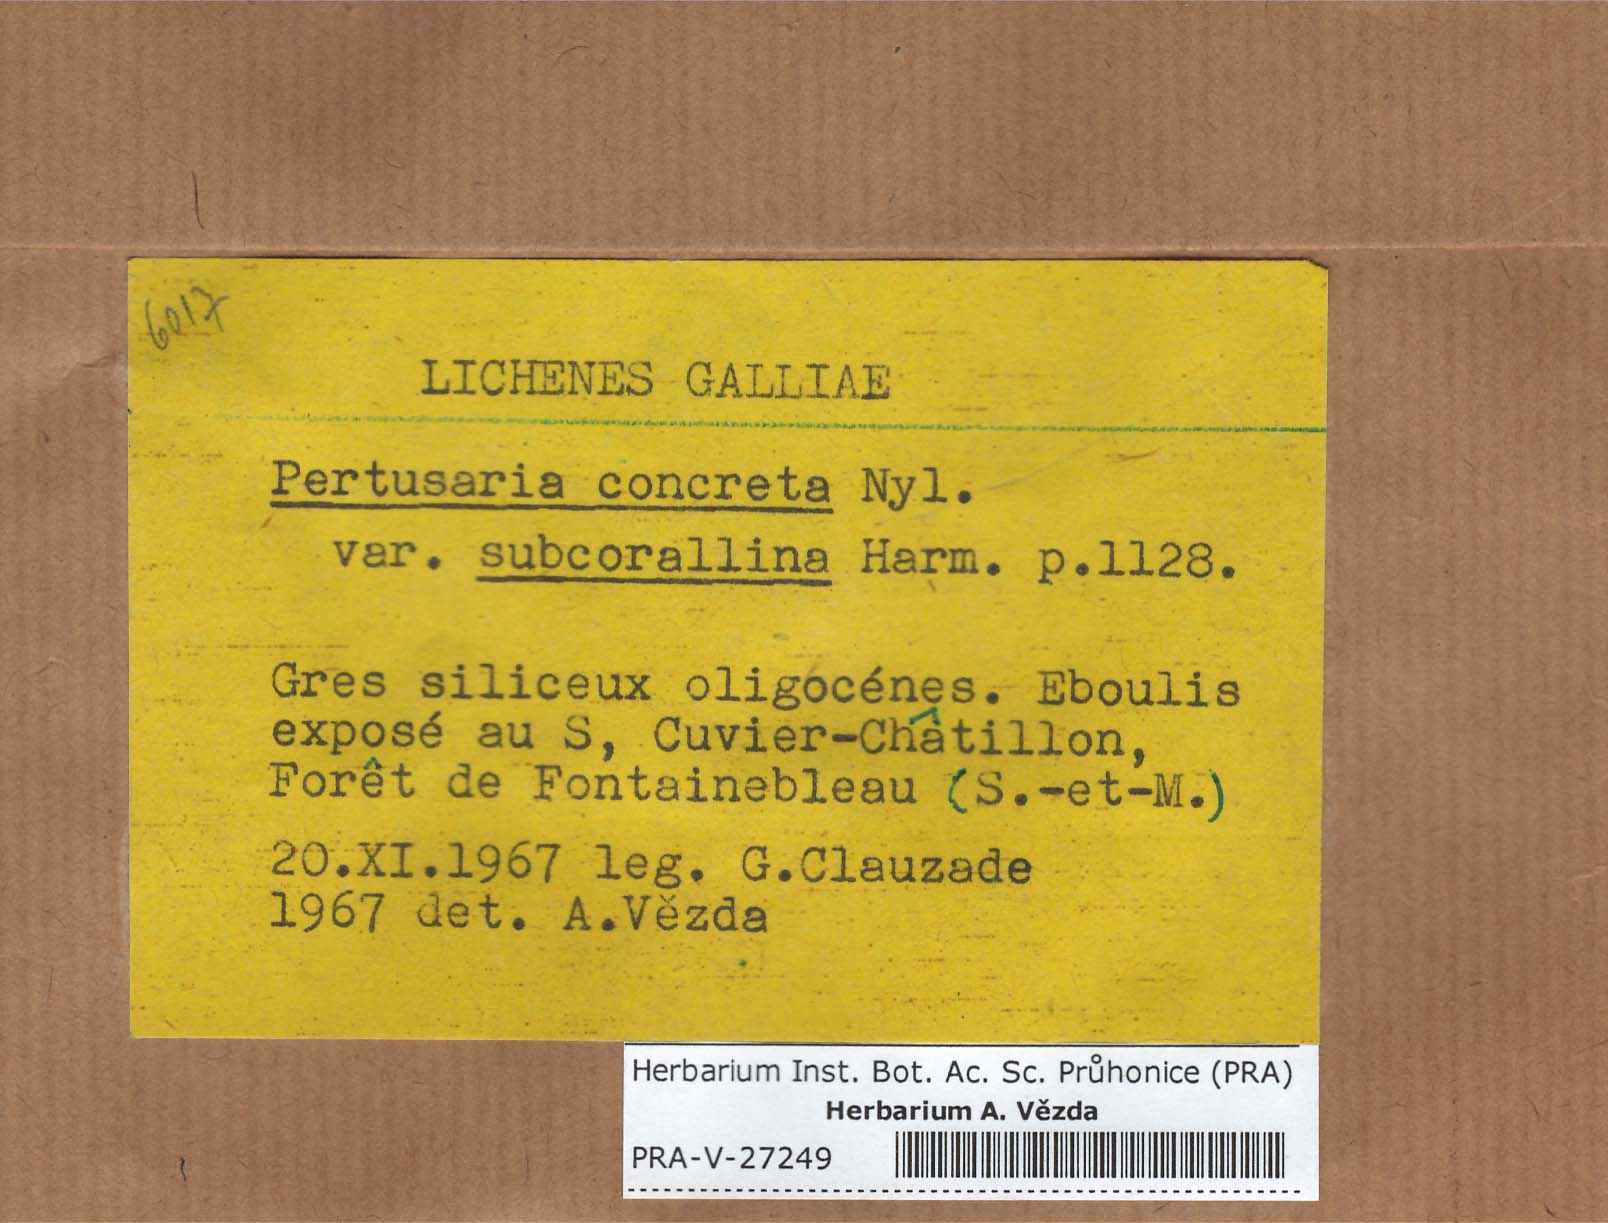 6017
LICHENES GALLIAE
Pertusaria concreta Nyl.
var. subcorallina Harm. p.1128.
Gres siliceux oligocénes. Eboulis
exposé au S, Cuvier-Châtillon,
Forêt de Fontainebleau (S.-et-M.)
20.XI.1967 leg. G.Clauzade
1967 det. A.Vězda
Herbarium Inst. Bot. Ac. Sc. Průhonice (PRA)
Herbarium A. Vězda
PRA-V-27249